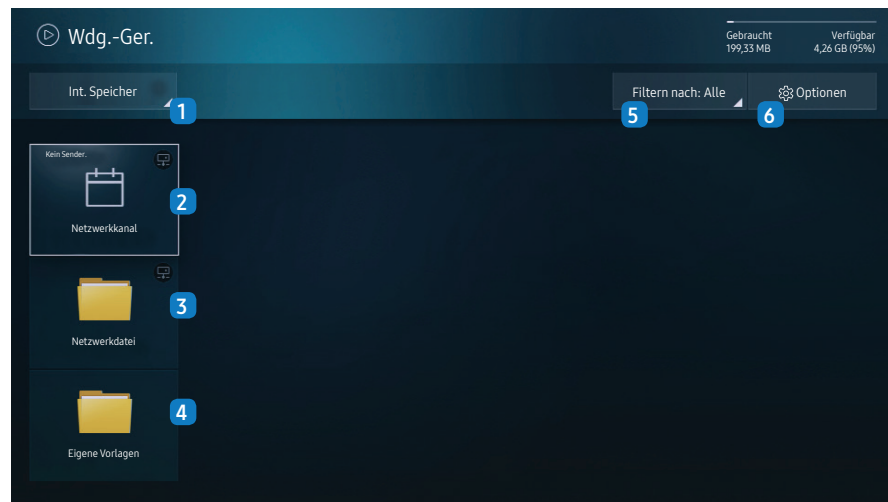 Wdg.-Ger.
Gebraucht Verfügbar
199,33 MB 4,26 GB (95%)
Int. Speicher
1
Filtern nach: Alle
5
Optionen
6
Kein Sender.
Netzwerkkanal
2
Netzwerkdatei
3
Eigene Vorlagen
4